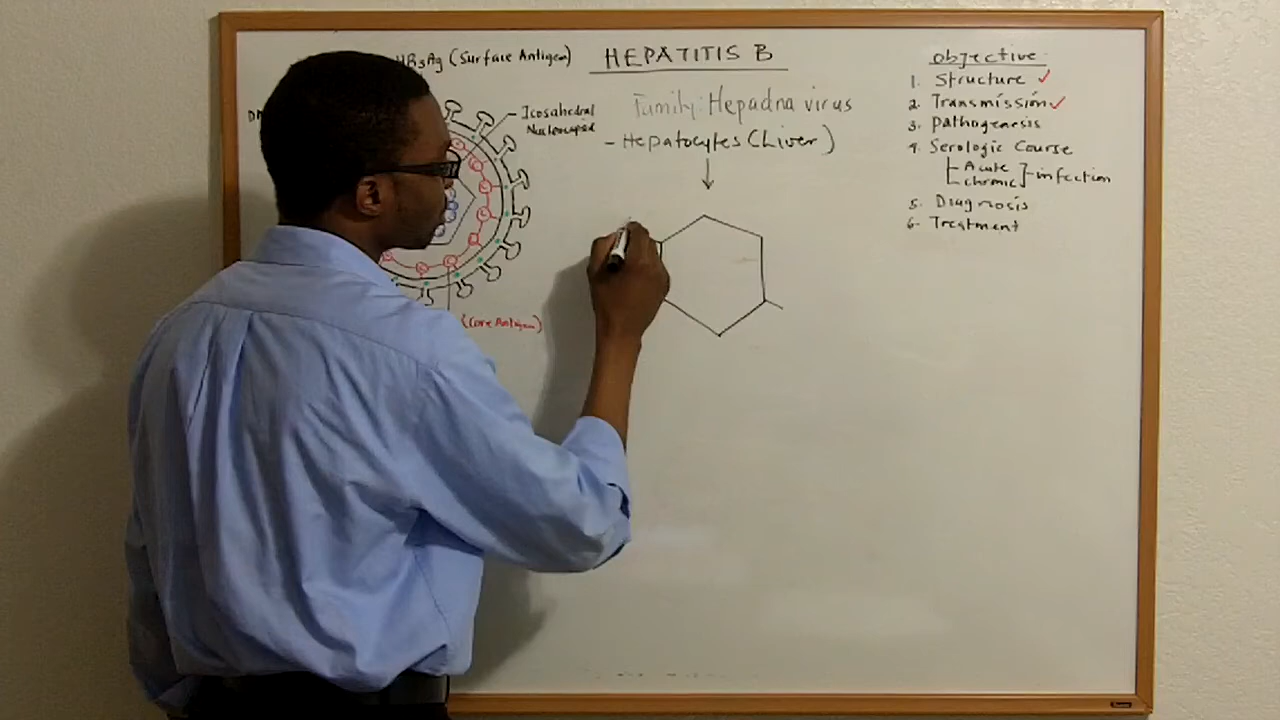 HBsAg (Surface Antigen)
HEPATITIS B
Icosahedral
Nucleocapsid
(Core Antigen)
Family: Hepadna virus
- Hepatocytes (Liver)
Objective
1. Structure ✓
2. Transmission ✓
3. Pathogenesis
4. Serologic Course
Acute
chronic
infection
5. Diagnosis
6. Treatment